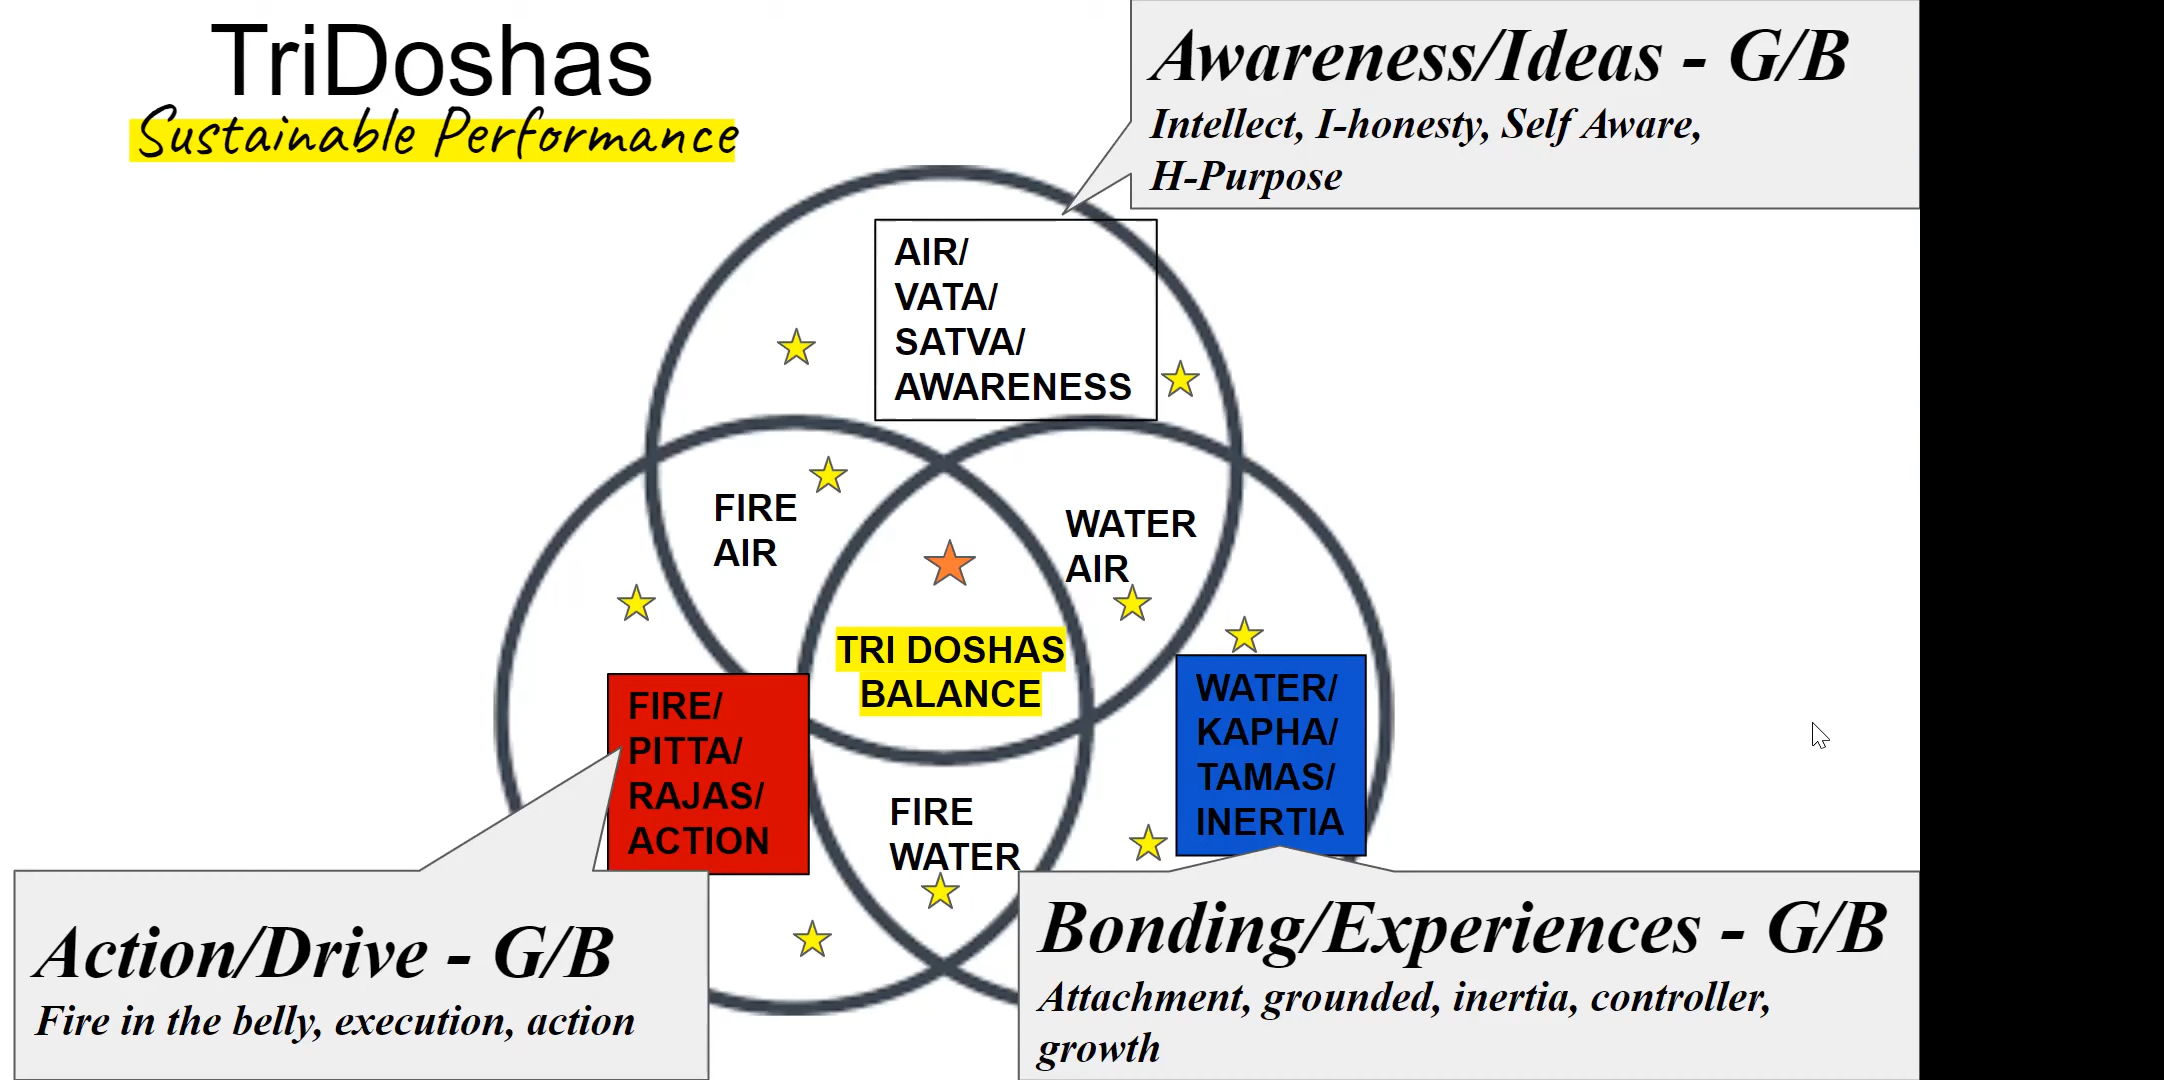 TriDoshas
Sustainable Performance
Awareness/Ideas - G/B
Intellect, I-honesty, Self Aware,
H-Purpose
AIR/
VATA/
SATVA/
AWARENESS
FIRE
AIR
WATER
AIR
TRI DOSHAS
BALANCE
FIRE/
PITTA/
RAJAS/
ACTION
WATER/
KAPHA/
TAMAS/
INERTIA
FIRE
WATER
Action/Drive - G/B
Fire in the belly, execution, action
Bonding/Experiences - G/B
Attachment, grounded, inertia, controller,
growth